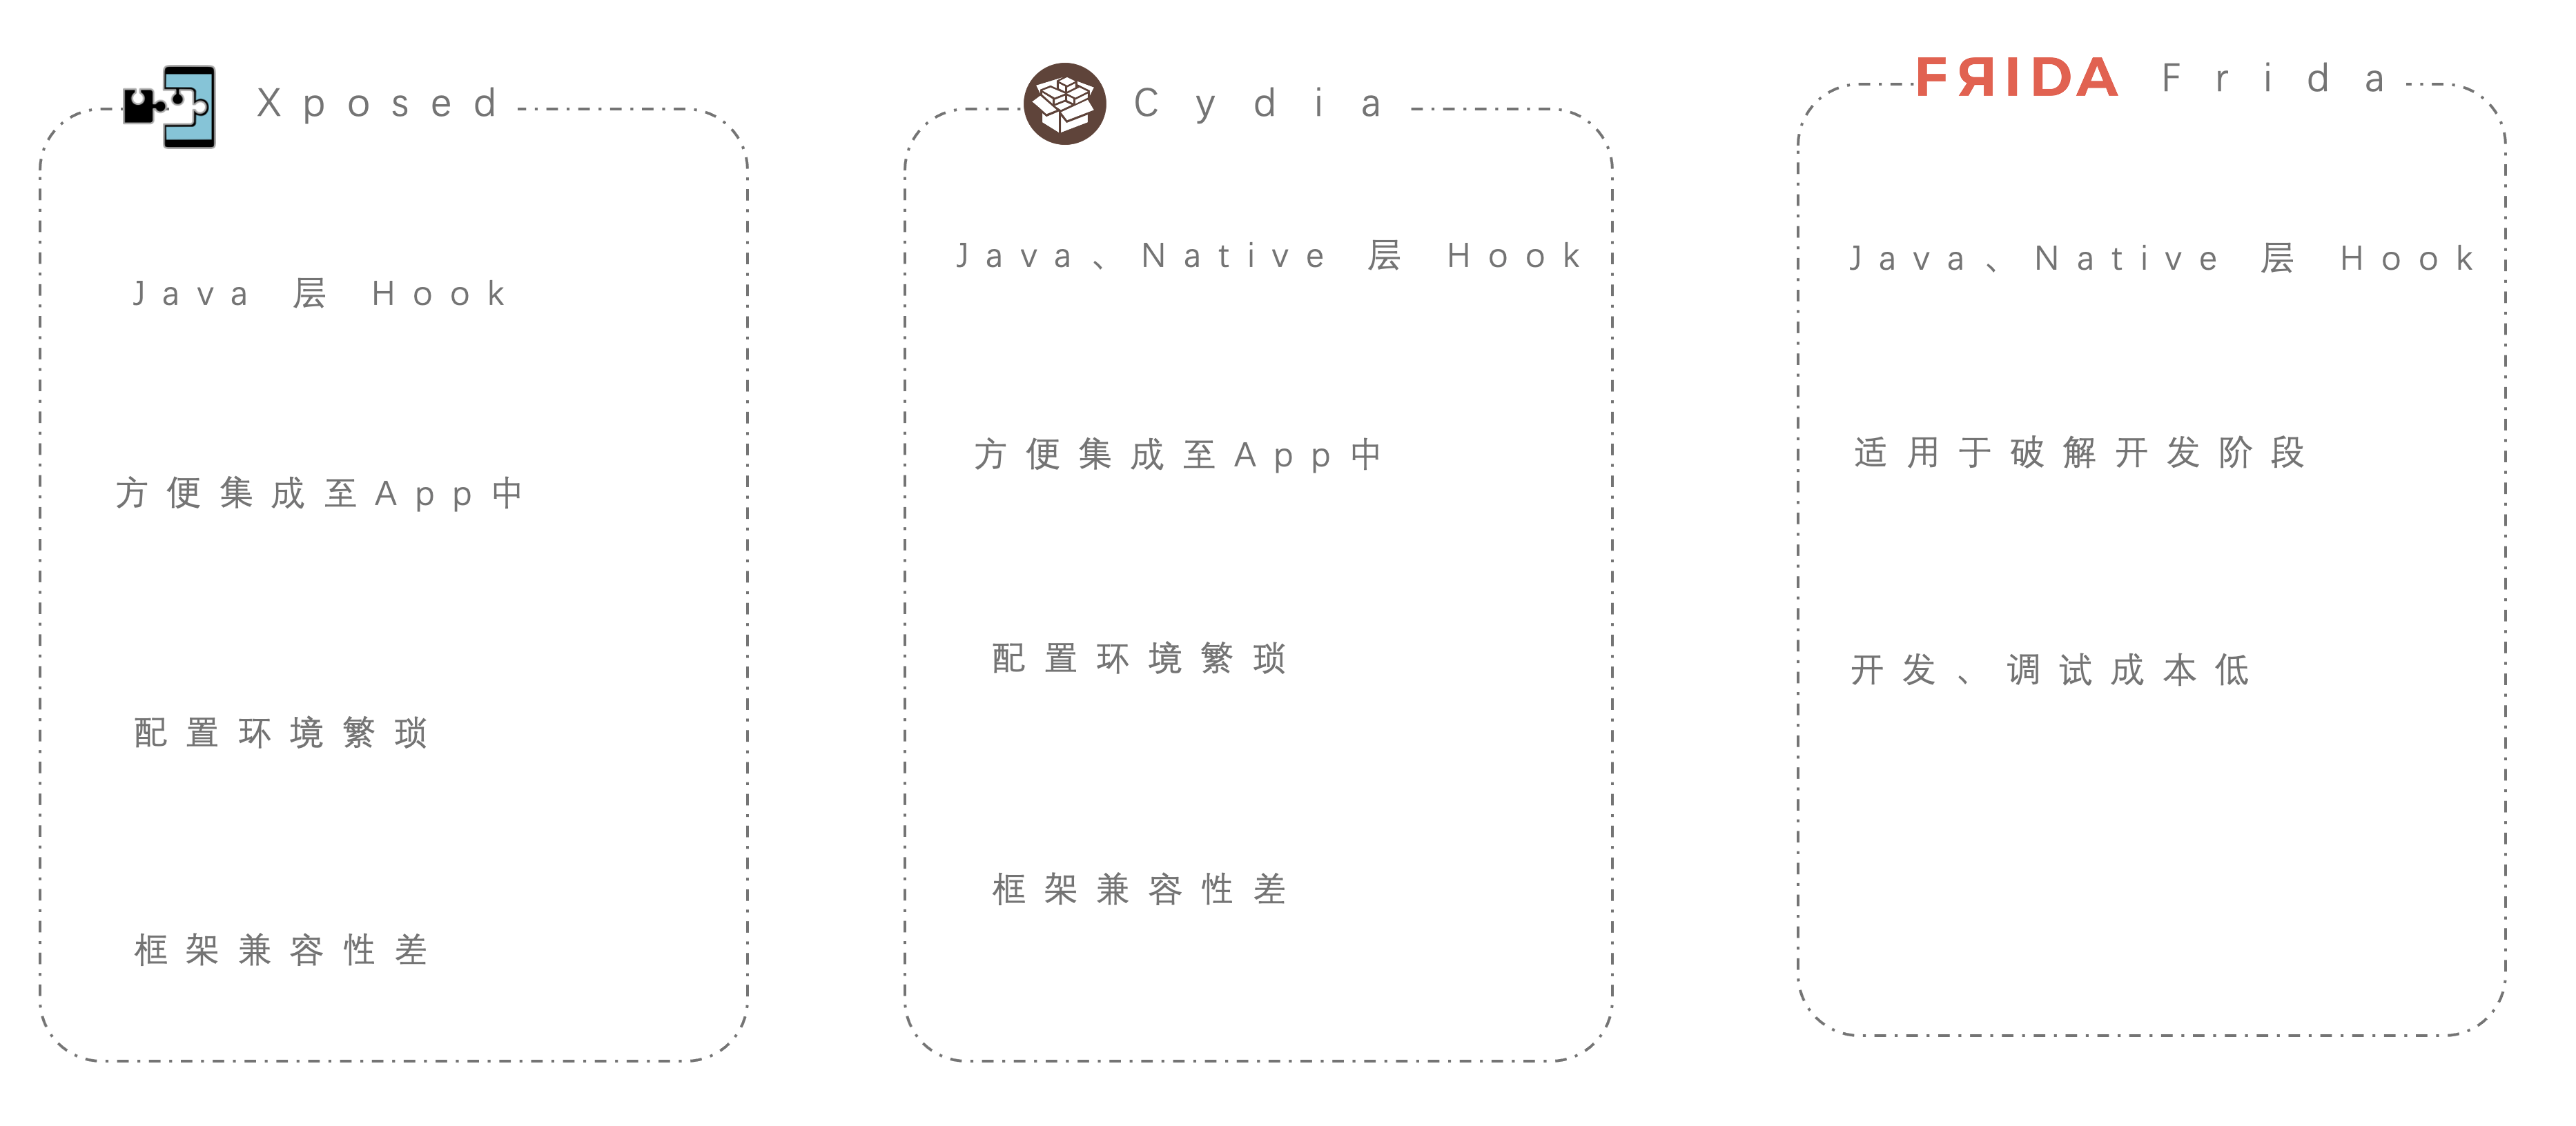 Xposed
Java 层 Hook
方便集成至App中
配置环境繁琐
框架兼容性差
Cydia
Java、Native 层 Hook
方便集成至App中
配置环境繁琐
框架兼容性差
FRIDA Frida
Java、Native 层 Hook
适用于破解开发阶段
开发、调试成本低